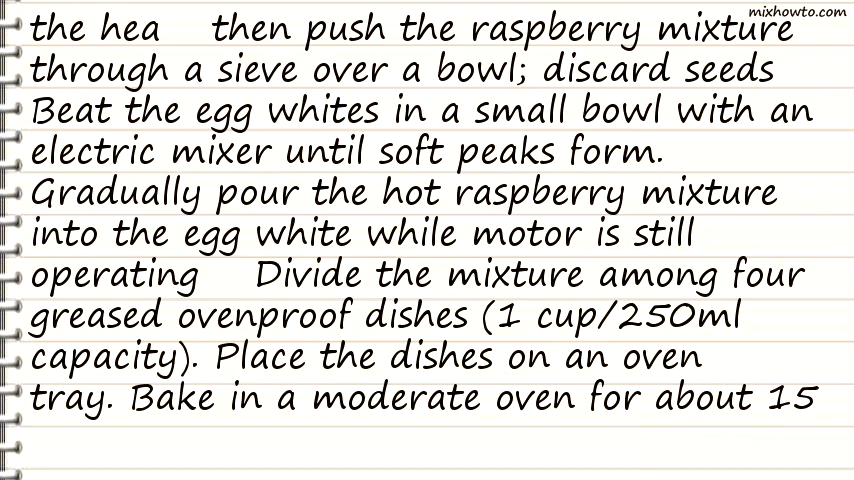 mixhowto.com
the hea then push the raspberry mixture
through a sieve over a bowl; discard seeds
Beat the egg whites in a small bowl with an
electric mixer until soft peaks form.
Gradually pour the hot raspberry mixture
into the egg white while motor is still
operating Divide the mixture among four
greased ovenproof dishes (1 cup/250ml
capacity). Place the dishes on an oven
tray. Bake in a moderate oven for about 15